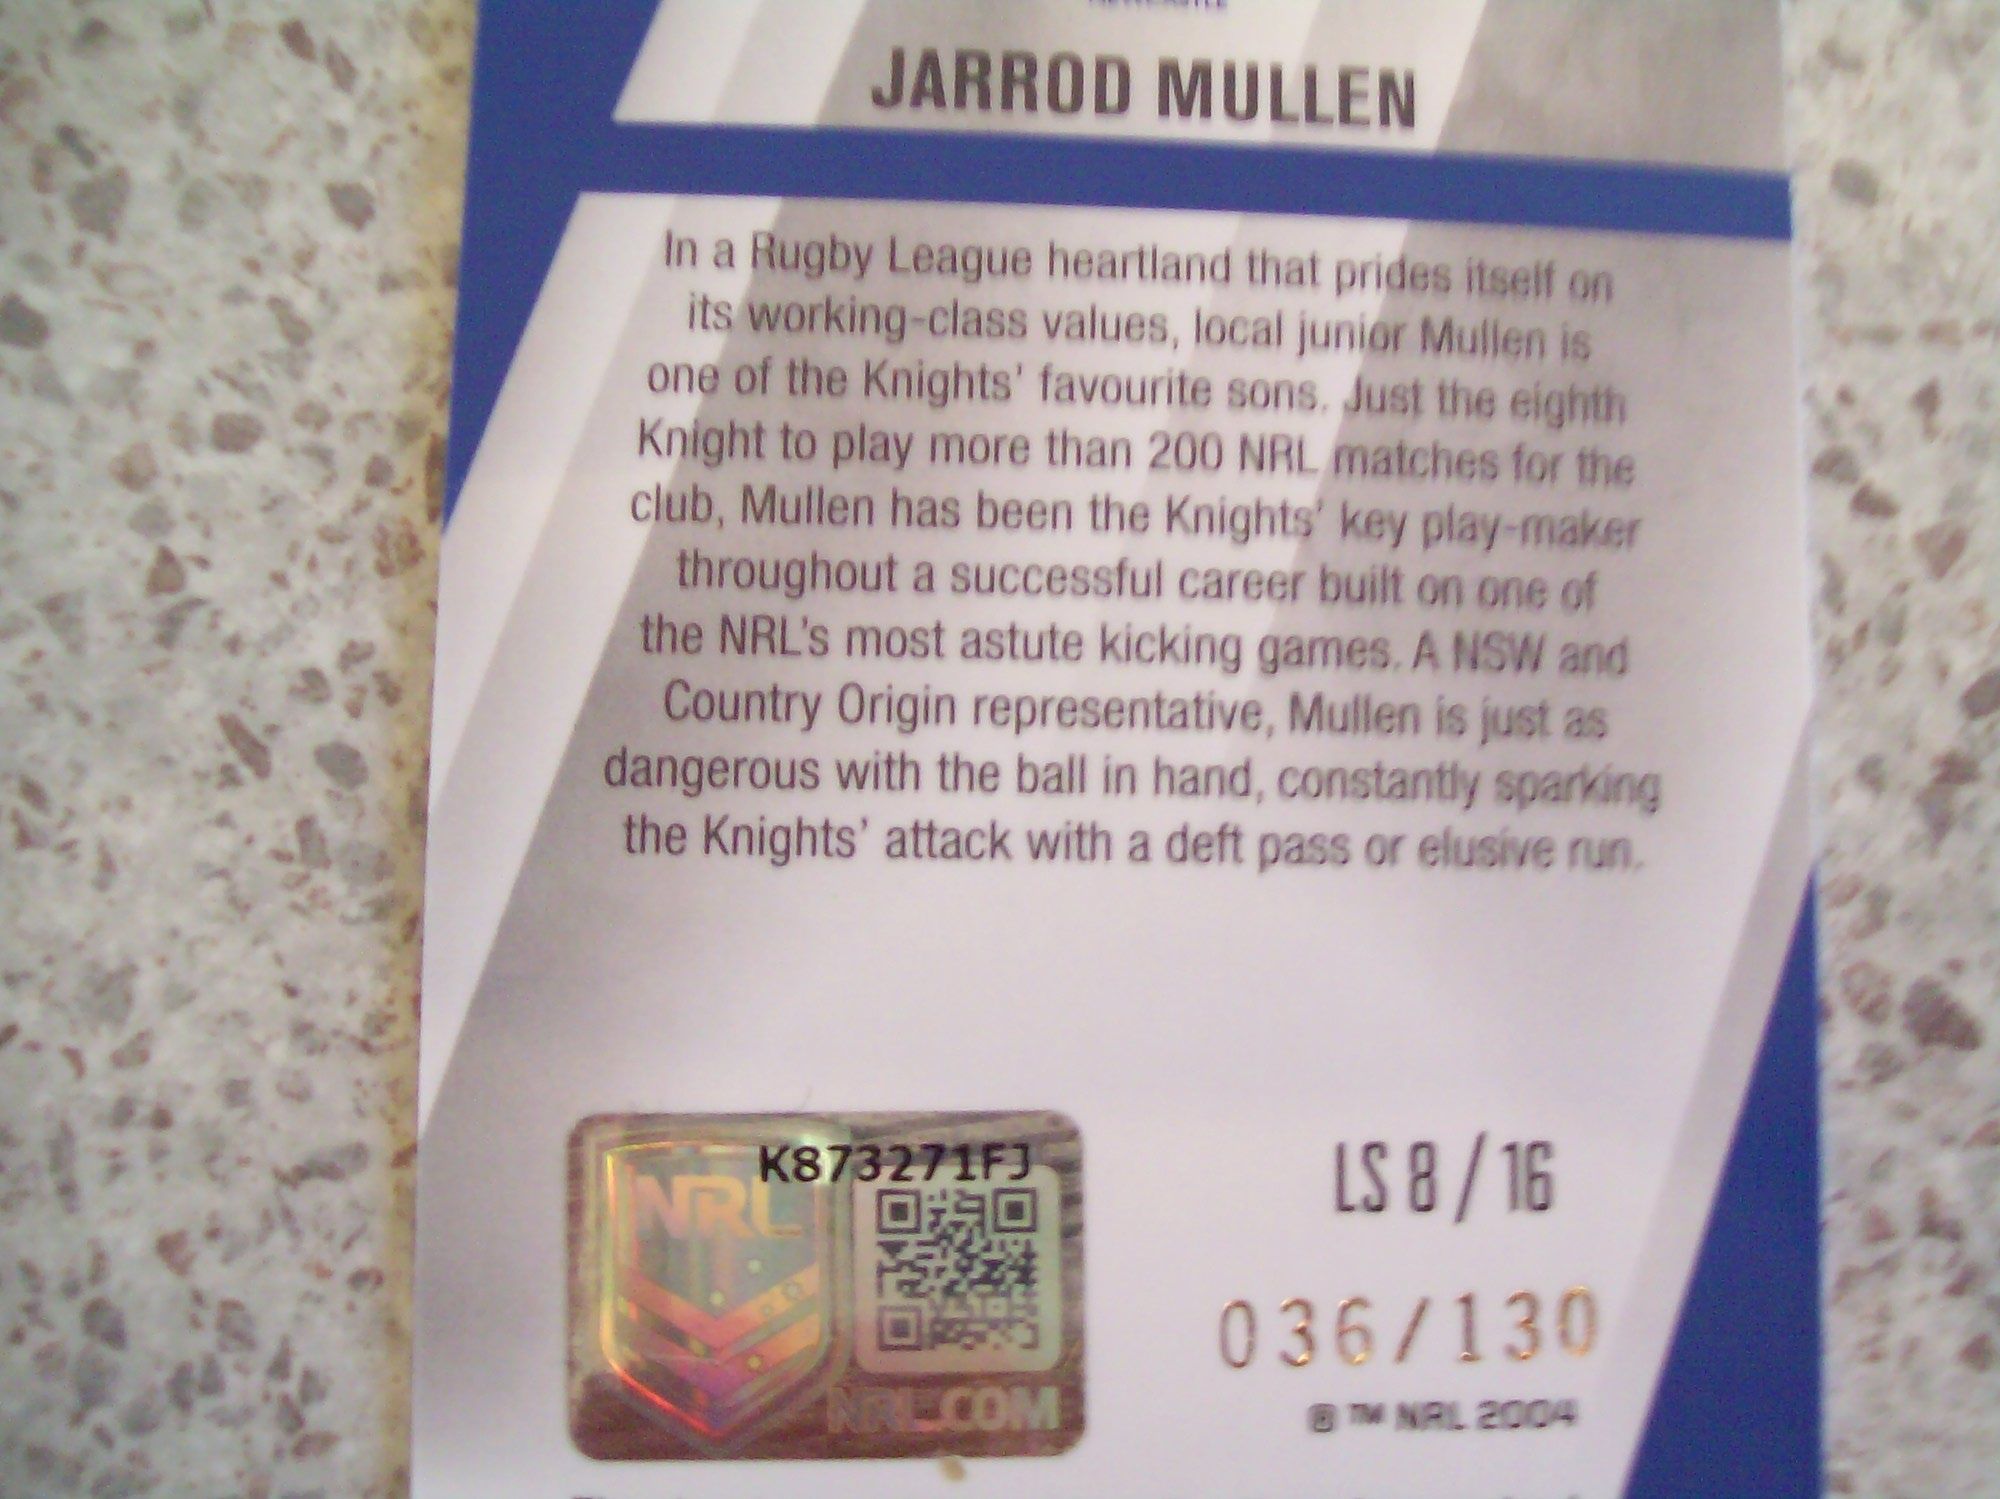 NEWCASTLE
JARROD MULLEN
In a Rugby League heartland that prides itself on
its working-class values, local junior Mullen is
one of the Knights' favourite sons. Just the eighth
Knight to play more than 200 NRL matches for the
club, Mullen has been the Knights' key play-maker
throughout a successful career built on one of
the NRL's most astute kicking games. A NSW and
Country Origin representative, Mullen is just as
dangerous with the ball in hand, constantly sparking
the Knights' attack with a deft pass or elusive run.
K873271FJ
NRL
NRL.COM
LS 8 / 16
036/130
® ™ NRL 2004